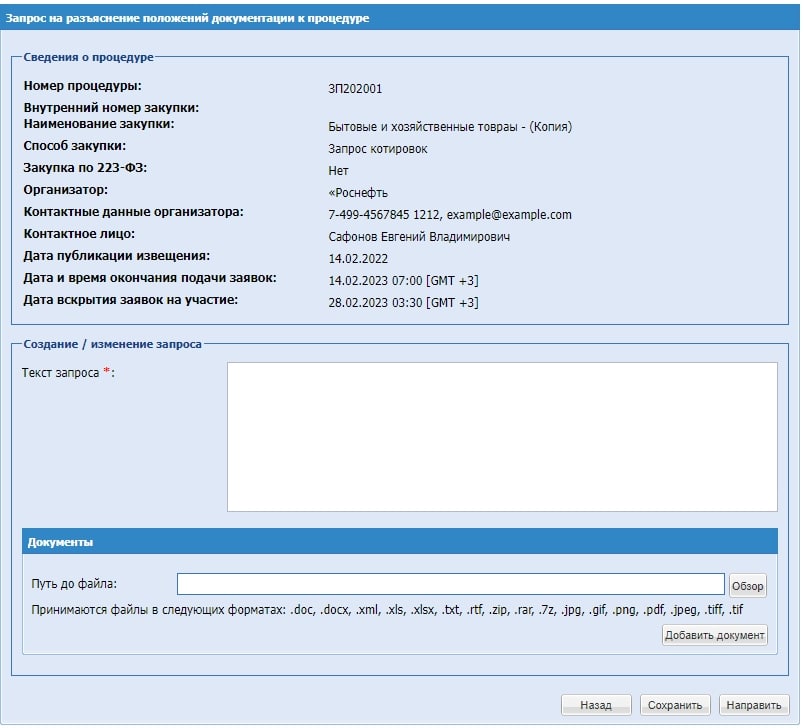 Запрос на разъяснение положений документации к процедуре
Сведения о процедуре
Номер процедуры: ЗП202001
Внутренний номер закупки:
Наименование закупки: Бытовые и хозяйственные товраы - (Копия)
Способ закупки: Запрос котировок
Закупка по 223-ФЗ: Нет
Организатор: «Роснефть
Контактные данные организатора: 7-499-4567845 1212, example@example.com
Контактное лицо: Сафонов Евгений Владимирович
Дата публикации извещения: 14.02.2022
Дата и время окончания подачи заявок: 14.02.2023 07:00 [GMT +3]
Дата вскрытия заявок на участие: 28.02.2023 03:30 [GMT +3]
Создание / изменение запроса
Текст запроса *:
Документы
Путь до файла: Обзор
Принимаются файлы в следующих форматах: .doc, .docx, .xml, .xls, .xlsx, .txt, .rtf, .zip, .rar, .7z, .jpg, .gif, .png, .pdf, .jpeg, .tiff, .tif
Добавить документ
Назад Сохранить Направить